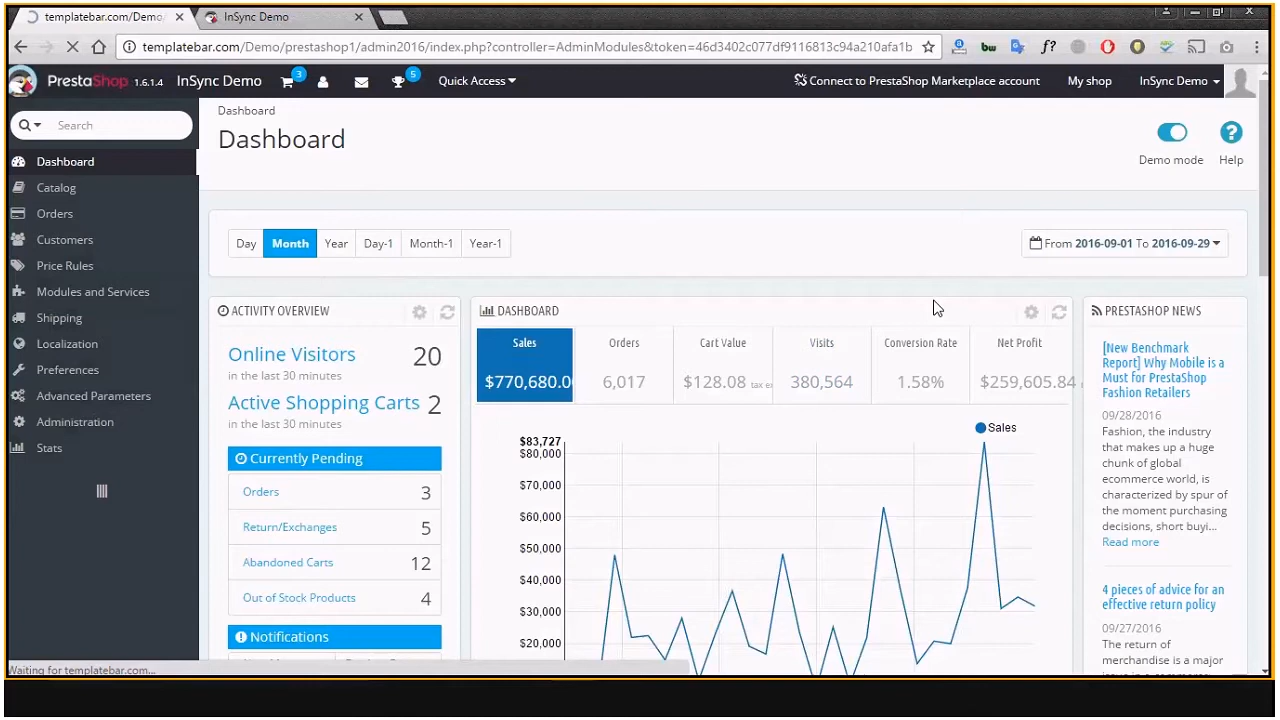 templatebar.com/Demo/
InSync Demo
templatebar.com/Demo/prestashop1/admin2016/index.php?controller=AdminModules&token=46d3402c077df9116813c94a210afa1b
PrestaShop 1.6.1.4 InSync Demo 3 5 Quick Access Connect to PrestaShop Marketplace account My shop InSync Demo
Search
Dashboard
Catalog
Orders
Customers
Price Rules
Modules and Services
Shipping
Localization
Preferences
Advanced Parameters
Administration
Stats
Dashboard
Dashboard
Demo mode
Help
Day Month Year Day-1 Month-1 Year-1
From 2016-09-01 To 2016-09-29
ACTIVITY OVERVIEW
Online Visitors 20
in the last 30 minutes
Active Shopping Carts 2
in the last 30 minutes
Currently Pending
Orders 3
Return/Exchanges 5
Abandoned Carts 12
Out of Stock Products 4
Notifications
DASHBOARD
Sales Orders Cart Value Visits Conversion Rate Net Profit
$770,680.0 6,017 $128.08 tax e 380,564 1.58% $259,605.84
Sales
$83,727
$80,000
$70,000
$60,000
$50,000
$40,000
$30,000
$20,000
PRESTASHOP NEWS
[New Benchmark
Report] Why Mobile is a
Must for PrestaShop
Fashion Retailers
09/28/2016
Fashion, the industry
that makes up a huge
chunk of global
ecommerce world, is
characterized by spur of
the moment purchasing
decisions, short buyi...
Read more
4 pieces of advice for an
effective return policy
09/27/2016
The return of
merchandise is a major
Waiting for templatebar.com...